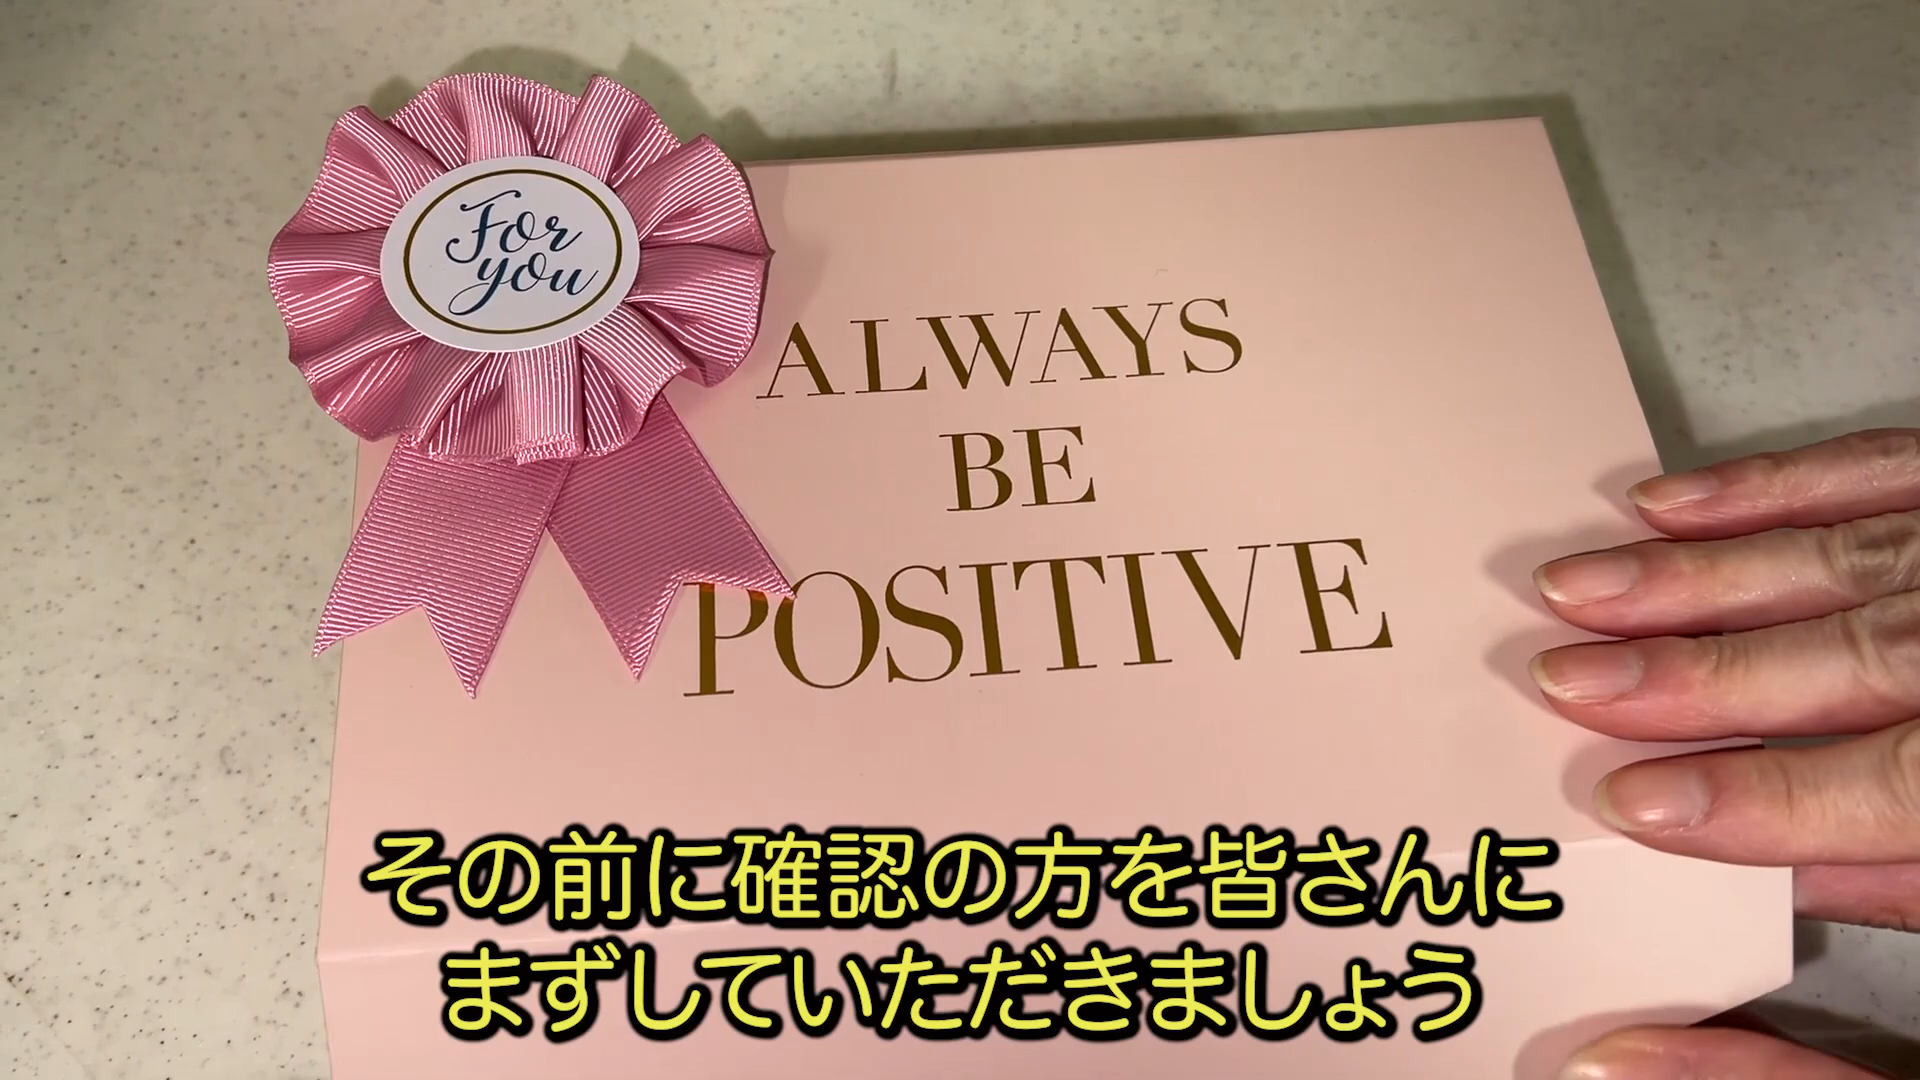 For
you
ALWAYS
BE
POSITIVE
その前に確認の方を皆さんに
まずしていただきましょう